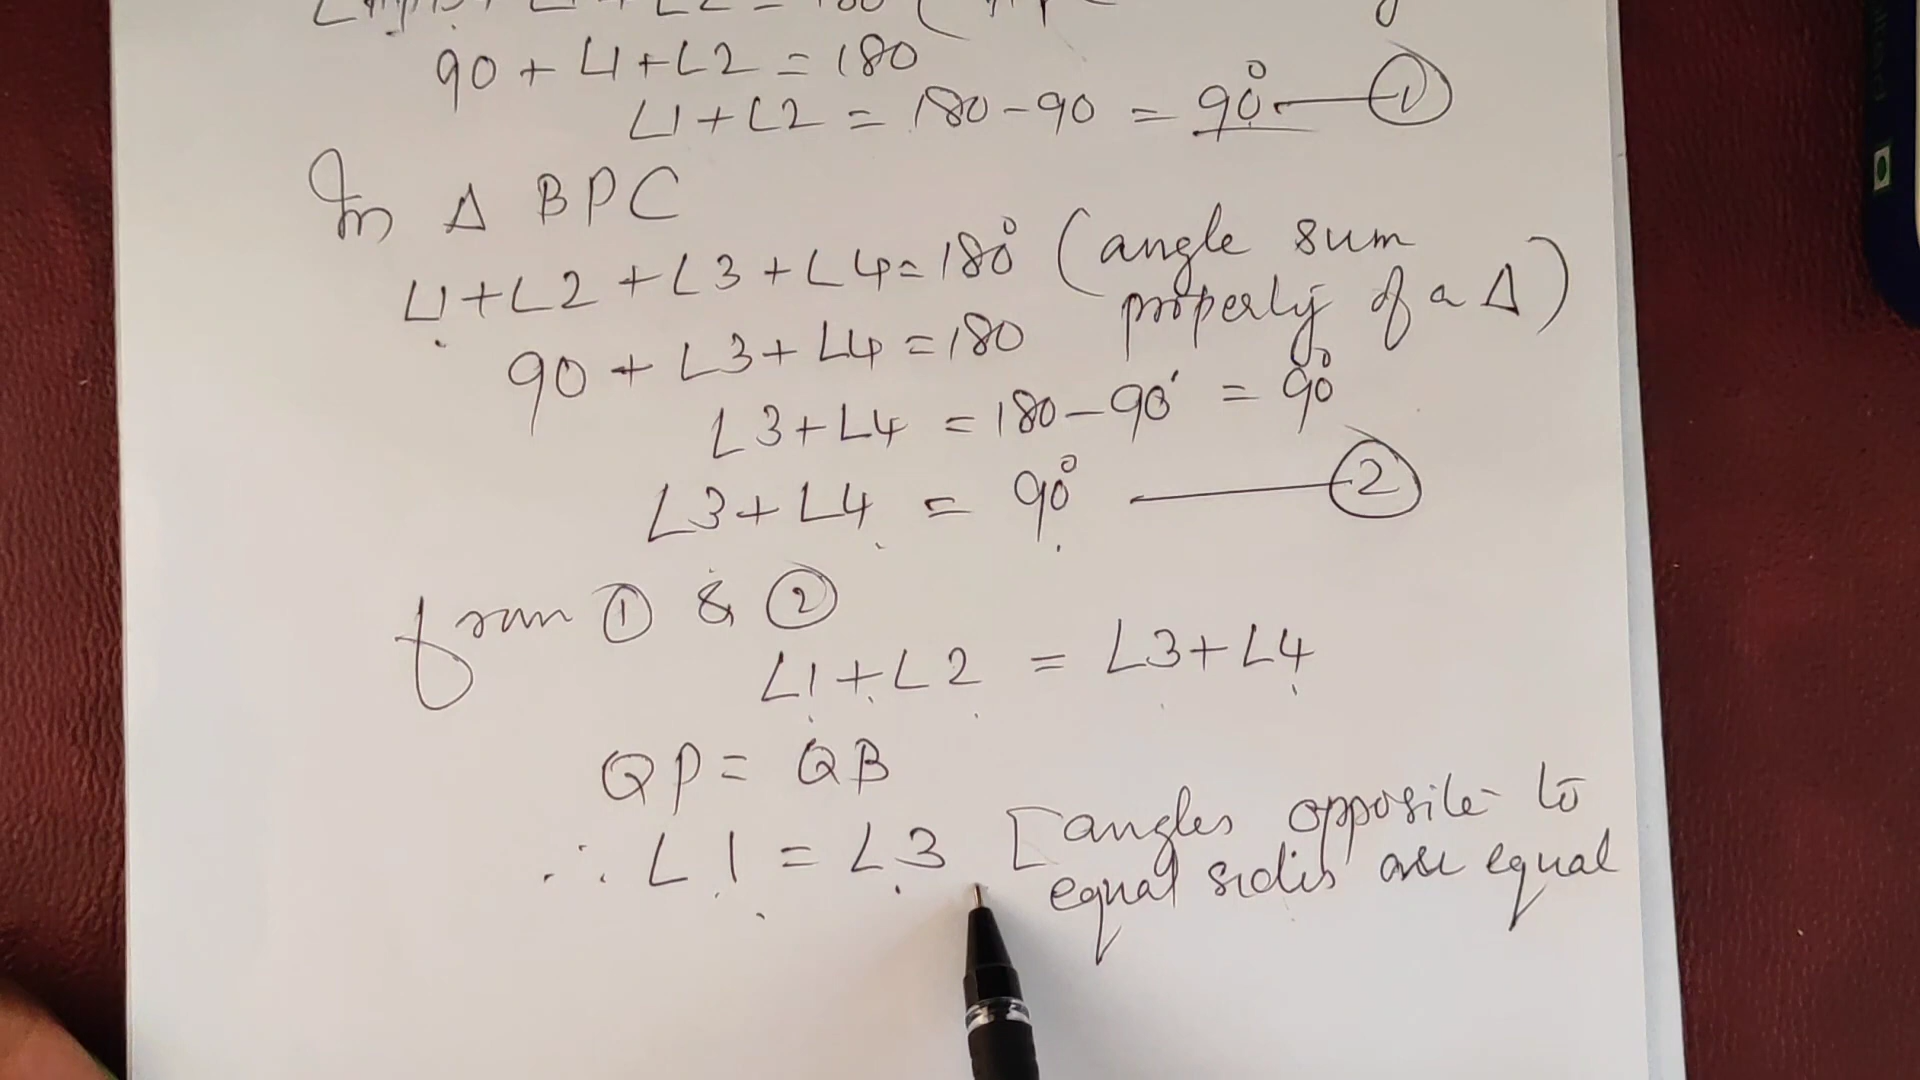 90 + ∠1 + ∠2 = 180
∠1 + ∠2 = 180 - 90 = 90° — ①
In Δ BPC
∠1 + ∠2 + ∠3 + ∠4 = 180° (angle sum
property of a Δ)
90 + ∠3 + ∠4 = 180
∠3 + ∠4 = 180 - 90° = 90°
∠3 + ∠4 = 90° — ②
from ① & ②
∠1 + ∠2 = ∠3 + ∠4
QP = QB
∴ ∠1 = ∠3 [angles opposite to
equal sides are equal